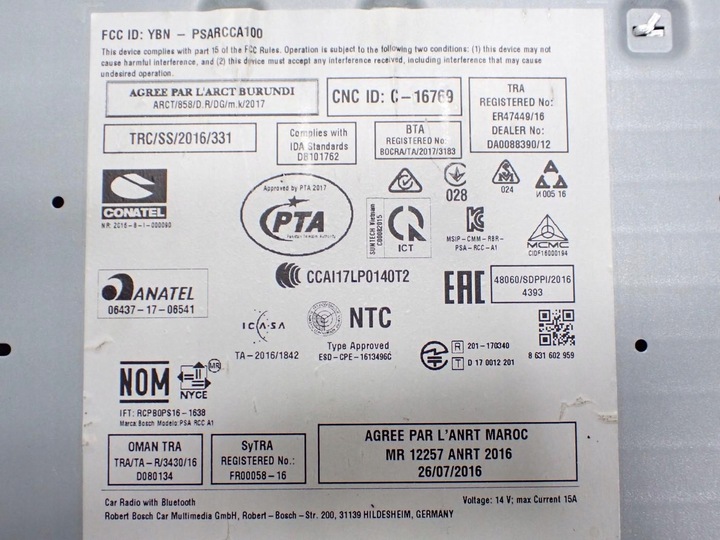 FCC ID: YBN - PSARCCA100
This device complies with part 15 of the FCC Rules. Operation is subject to the following two conditions: (1) this device may not
cause harmful interference, and (2) this device must accept any interference received, including interference that may cause
undesired operation.
AGREE PAR L'ARCT BURUNDI
ARCT/858/D.R/DG/m.k/2017
CNC ID: C-16769
TRA
REGISTERED No:
ER47449/16
DEALER No:
DA0088390/12
TRC/SS/2016/331
Complies with
IDA Standards
DB101762
BTA
REGISTERED No:
BOCRA/TA/2017/3183
CONATEL
NR: 2016-8-I-000090
Approved by PTA 2017
PTA
Pakistan Telecom Authority
SUNTECH Vietnam
C00082015
ICT
028
024
И 005 16
MSIP-CMM-RBR-
PSA-RCC-A1
MCMC
CIDF16000194
ANATEL
06437-17-06541
CCAI17LP0140T2
EAC
48060/SDPPI/2016
4393
ICASA
TA-2016/1842
NTC
Type Approved
ESD-CPE-1613496C
R 201-170340
T D 17 0012 201
8 631 602 959
NOM
NYCE
MR
IFT: RCPBOPS16-1638
Marca:Bosch Modelo: PSA RCC A1
OMAN TRA
TRA/TA-R/3430/16
D080134
SyTRA
REGISTERED No.:
FR00058-16
AGREE PAR L'ANRT MAROC
MR 12257 ANRT 2016
26/07/2016
Car Radio with Bluetooth
Voltage: 14 V; max Current 15A
Robert Bosch Car Multimedia GmbH, Robert-Bosch-Str. 200, 31139 HILDESHEIM, GERMANY